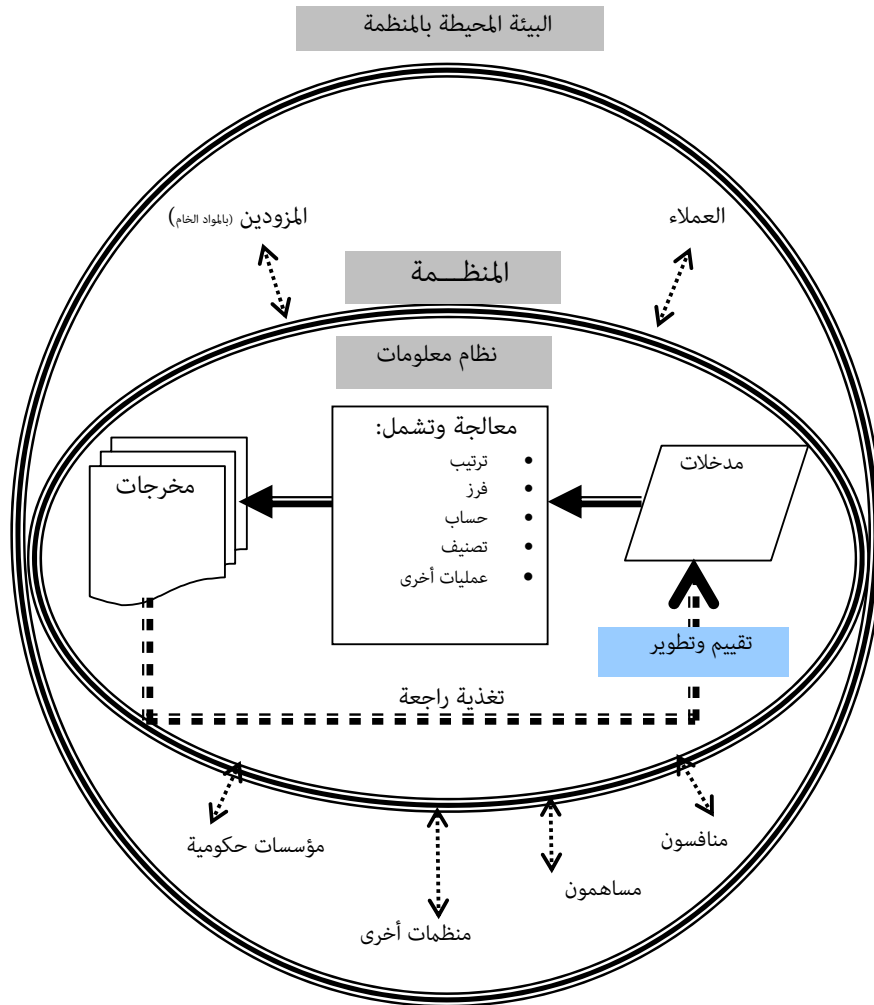 البيئة المحيطة بالمنظمة
العملاء
المزودين (بالمواد الخام)
المنظـــمة
نظام معلومات
مدخلات
معالجة وتشمل:
• ترتيب
• فرز
• حساب
• تصنيف
• عمليات أخرى
مخرجات
تقييم وتطوير
تغذية راجعة
منافسون
مساهمون
منظمات أخرى
مؤسسات حكومية